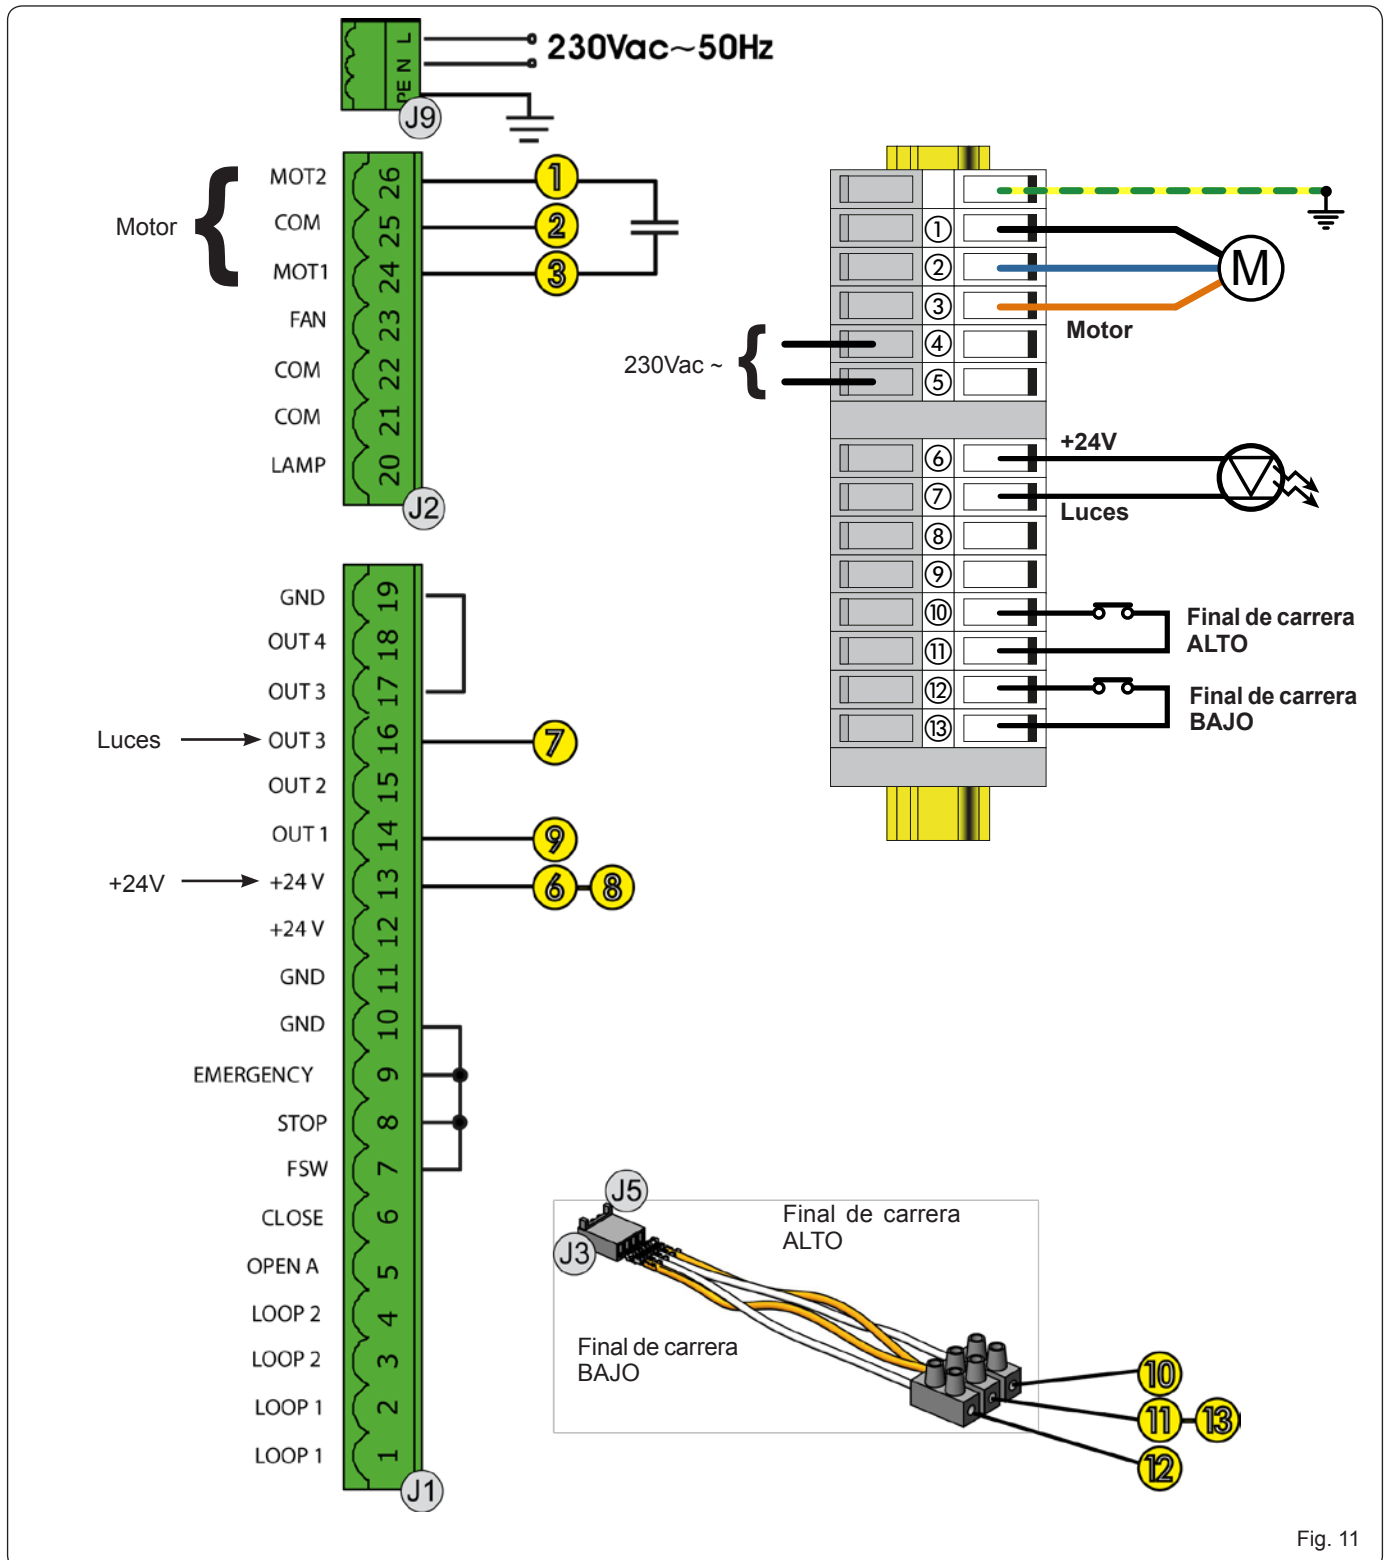 230Vac~50Hz
L
N
PE
J9
Motor
MOT2 26 1
COM 25 2
MOT1 24 3
FAN 23
COM 22
COM 21
LAMP 20
J2
GND 19
OUT 4 18
OUT 3 17
Luces OUT 3 16 7
OUT 2 15
OUT 1 14 9
+24V +24 V 13 6 8
+24 V 12
GND 11
GND 10
EMERGENCY 9
STOP 8
FSW 7
CLOSE 6
OPEN A 5
LOOP 2 4
LOOP 2 3
LOOP 1 2
LOOP 1 1
J1
1
2
3
M
Motor
230Vac ~
4
5
+24V
6
7
Luces
8
9
10
11
Final de carrera
ALTO
12
13
Final de carrera
BAJO
J5
J3
Final de carrera
ALTO
Final de carrera
BAJO
10
11 13
12
Fig. 11